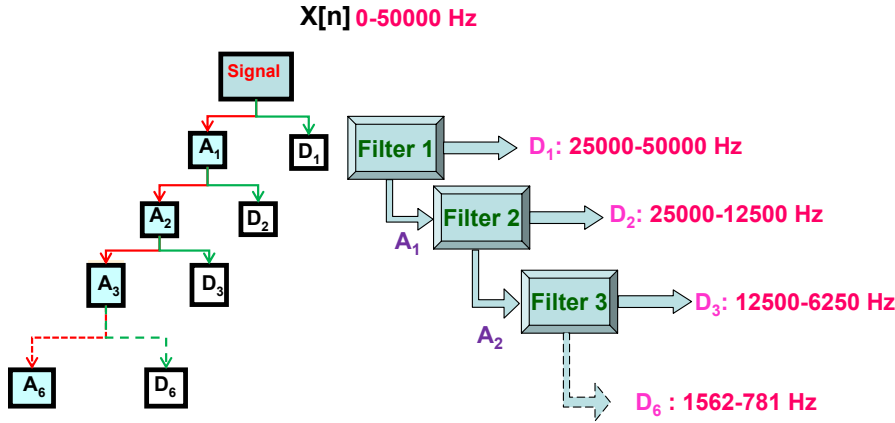 X[n] 0-50000 Hz
Signal
A₁
D₁
A₂
D₂
A₃
D₃
A₆
D₆
Filter 1
D₁: 25000-50000 Hz
A₁
Filter 2
D₂: 25000-12500 Hz
A₂
Filter 3
D₃: 12500-6250 Hz
D₆ : 1562-781 Hz